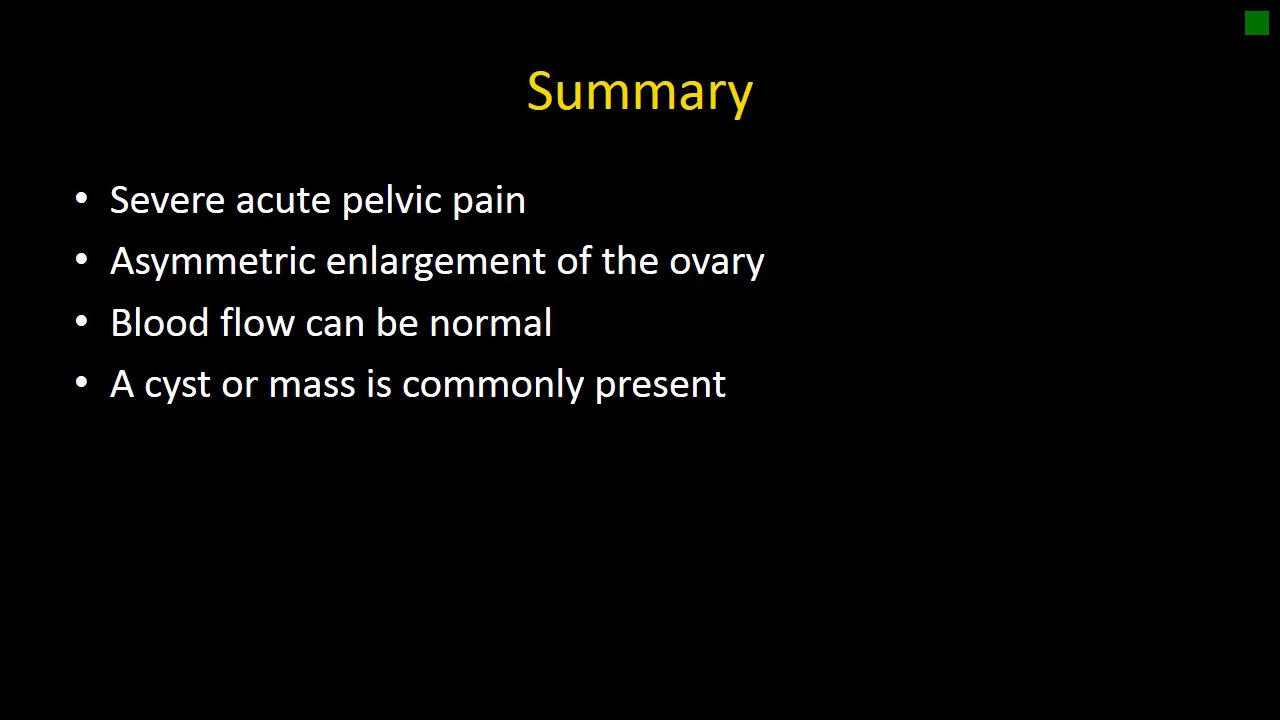 Summary
• Severe acute pelvic pain
• Asymmetric enlargement of the ovary
• Blood flow can be normal
• A cyst or mass is commonly present